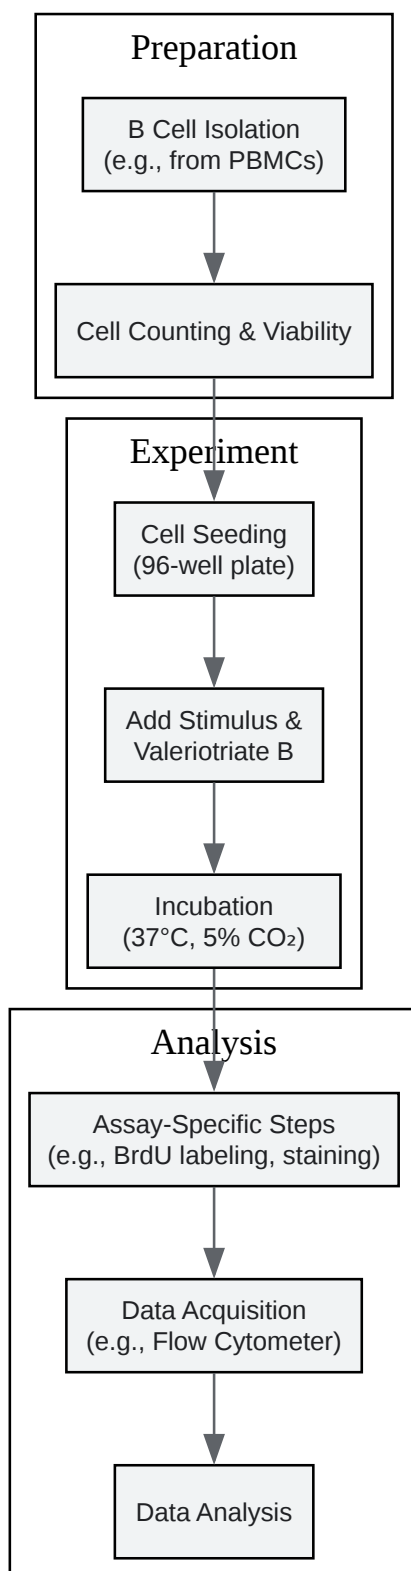 Preparation
B Cell Isolation
(e.g., from PBMCs)
Cell Counting & Viability
Experiment
Cell Seeding
(96-well plate)
Add Stimulus &
Valeriotriate B
Incubation
(37°C, 5% CO₂)
Analysis
Assay-Specific Steps
(e.g., BrdU labeling, staining)
Data Acquisition
(e.g., Flow Cytometer)
Data Analysis